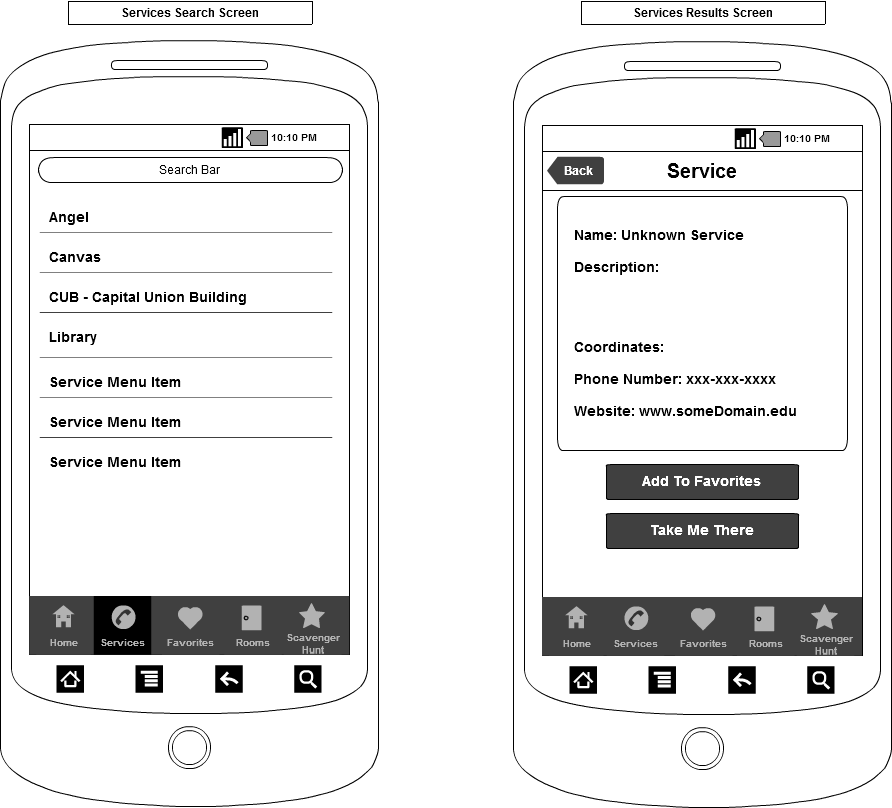 Services Search Screen
10:10 PM
Search Bar
Angel
Canvas
CUB - Capital Union Building
Library
Service Menu Item
Service Menu Item
Service Menu Item
Home
Services
Favorites
Rooms
Scavenger
Hunt
Services Results Screen
10:10 PM
Back
Service
Name: Unknown Service
Description:
Coordinates:
Phone Number: xxx-xxx-xxxx
Website: www.someDomain.edu
Add To Favorites
Take Me There
Home
Services
Favorites
Rooms
Scavenger
Hunt